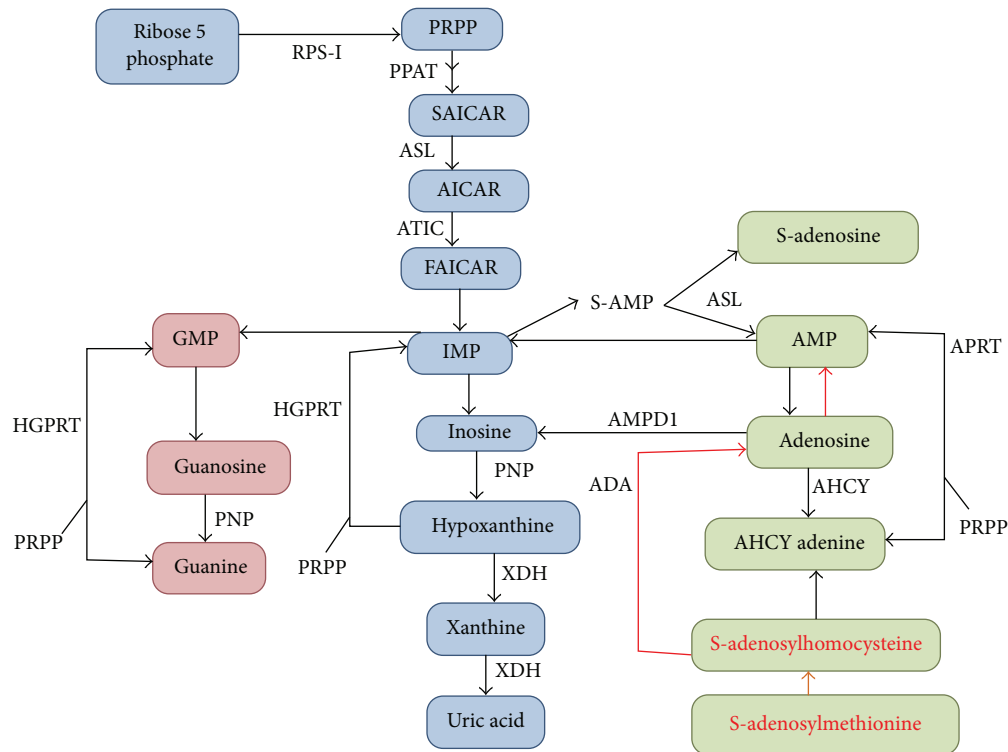 Ribose 5
phosphate
RPS-I
PRPP
PPAT
SAICAR
ASL
AICAR
ATIC
FAICAR
S-adenosine
S-AMP
ASL
GMP
IMP
AMP
APRT
HGPRT
HGPRT
Inosine
AMPD1
Adenosine
Guanosine
PNP
ADA
AHCY
PNP
Hypoxanthine
AHCY adenine
PRPP
PRPP
PRPP
Guanine
XDH
Xanthine
S-adenosylhomocysteine
XDH
Uric acid
S-adenosylmethionine